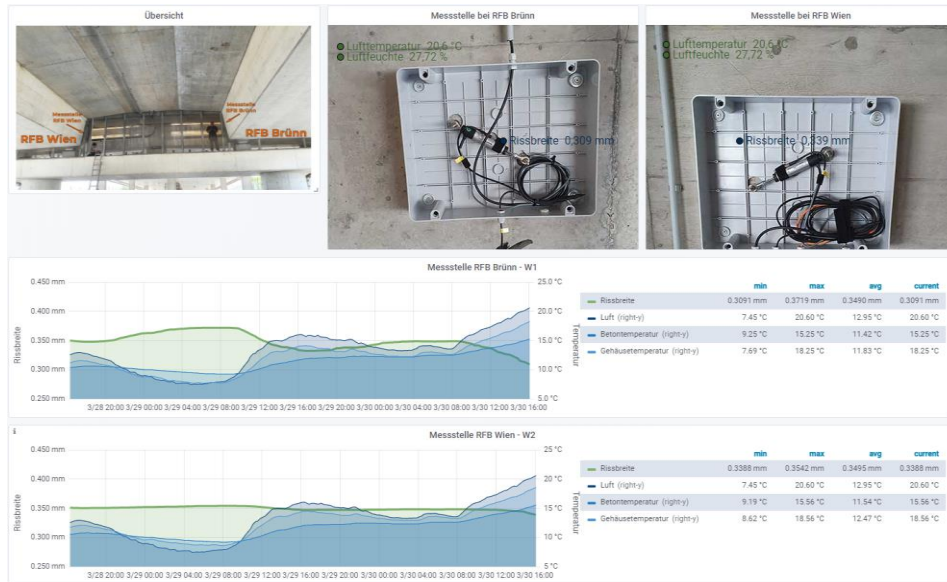 Übersicht
Messstelle
RFB Wien
Messstelle
RFB Brünn
RFB Wien
RFB Brünn
Messstelle bei RFB Brünn
Lufttemperatur 20,6 °C
Luftfeuchte 27,72 %
Rissbreite 0,309 mm
Messstelle bei RFB Wien
Lufttemperatur 20,6 °C
Luftfeuchte 27,72 %
Rissbreite 0,339 mm
Messstelle RFB Brünn - W1
Rissbreite
0.450 mm
0.400 mm
0.350 mm
0.300 mm
0.250 mm
25.0 °C
20.0 °C
15.0 °C
10.0 °C
5.0 °C
Temperatur
3/28 20:00 3/29 00:00 3/29 04:00 3/29 08:00 3/29 12:00 3/29 16:00 3/29 20:00 3/30 00:00 3/30 04:00 3/30 08:00 3/30 12:00 3/30 16:00
min max avg current
Rissbreite 0.3091 mm 0.3719 mm 0.3490 mm 0.3091 mm
Luft (right-y) 7.45 °C 20.60 °C 12.95 °C 20.60 °C
Betontemperatur (right-y) 9.25 °C 15.25 °C 11.42 °C 15.25 °C
Gehäusetemperatur (right-y) 7.69 °C 18.25 °C 11.83 °C 18.25 °C
i
Messstelle RFB Wien - W2
Rissbreite
0.450 mm
0.400 mm
0.350 mm
0.300 mm
0.250 mm
25 °C
20 °C
15 °C
10 °C
5 °C
Temperatur
3/28 20:00 3/29 00:00 3/29 04:00 3/29 08:00 3/29 12:00 3/29 16:00 3/29 20:00 3/30 00:00 3/30 04:00 3/30 08:00 3/30 12:00 3/30 16:00
min max avg current
Rissbreite 0.3388 mm 0.3542 mm 0.3495 mm 0.3388 mm
Luft (right-y) 7.45 °C 20.60 °C 12.95 °C 20.60 °C
Betontemperatur (right-y) 9.19 °C 15.56 °C 11.54 °C 15.56 °C
Gehäusetemperatur (right-y) 8.62 °C 18.56 °C 12.47 °C 18.56 °C